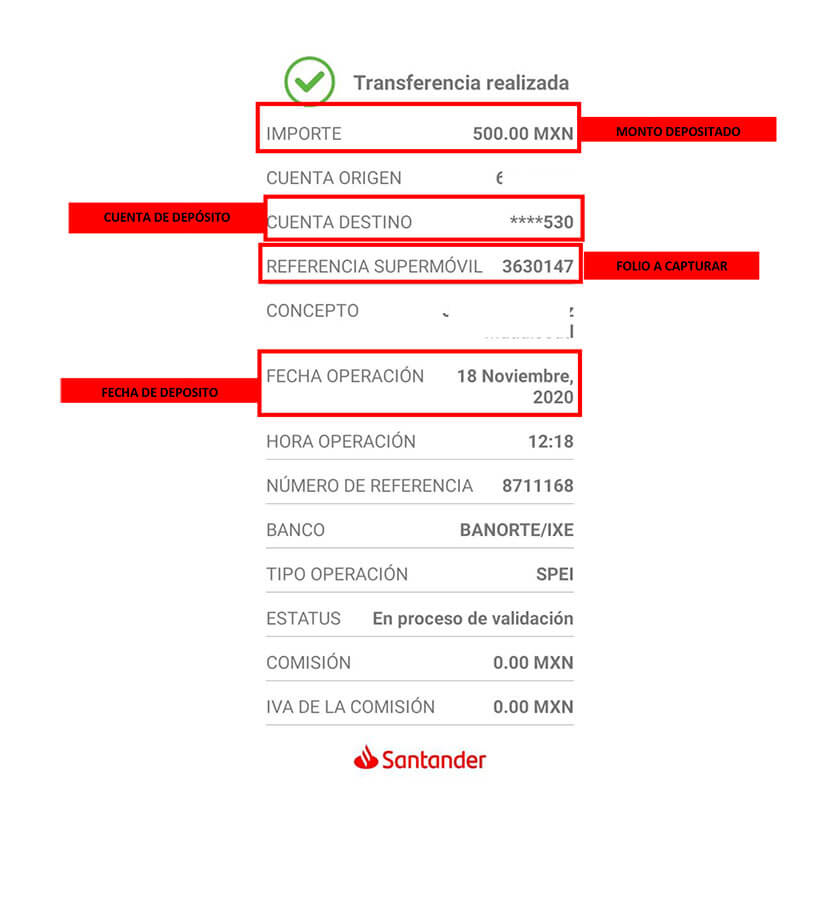 Transferencia realizada
IMPORTE 500.00 MXN MONTO DEPOSITADO
CUENTA ORIGEN
CUENTA DE DEPÓSITO CUENTA DESTINO ****530
REFERENCIA SUPERMÓVIL 3630147 FOLIO A CAPTURAR
CONCEPTO
FECHA DE DEPOSITO FECHA OPERACIÓN 18 Noviembre,
2020
HORA OPERACIÓN 12:18
NÚMERO DE REFERENCIA 8711168
BANCO BANORTE/IXE
TIPO OPERACIÓN SPEI
ESTATUS En proceso de validación
COMISIÓN 0.00 MXN
IVA DE LA COMISIÓN 0.00 MXN
Santander